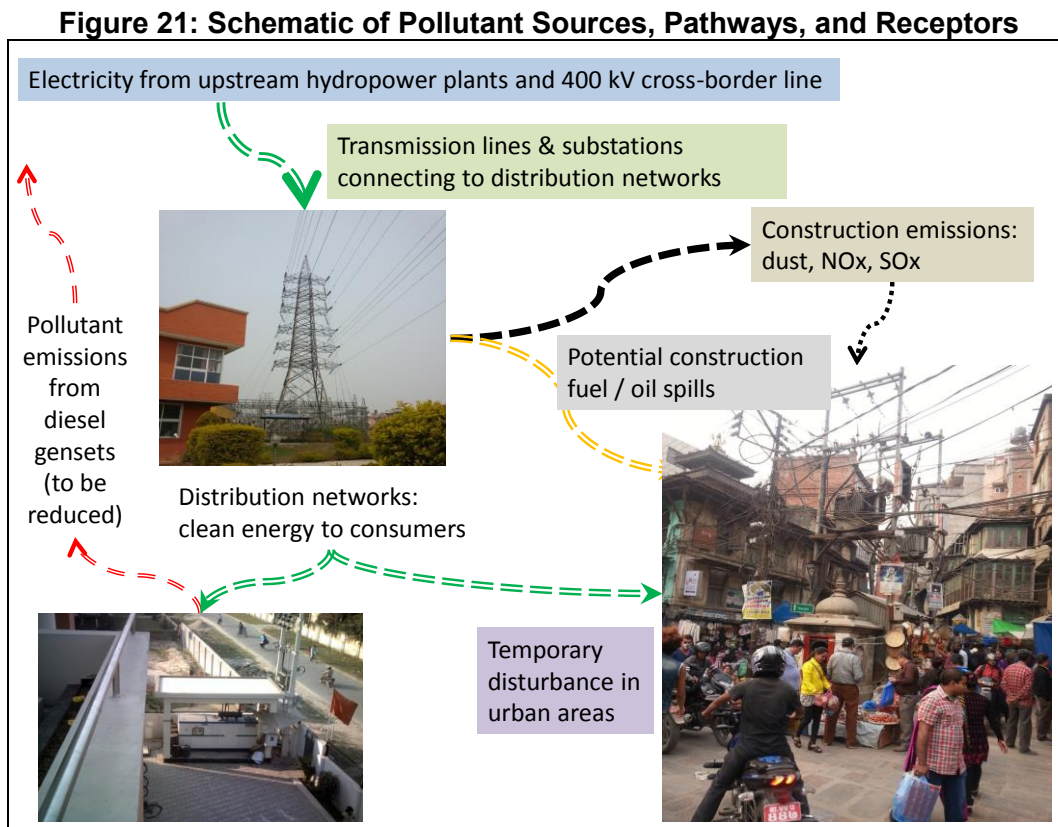 Figure 21: Schematic of Pollutant Sources, Pathways, and Receptors
Electricity from upstream hydropower plants and 400 kV cross-border line
Transmission lines & substations
connecting to distribution networks
Construction emissions:
dust, NOx, SOx
Pollutant
emissions
from
diesel
gensets
(to be
reduced)
Potential construction
fuel / oil spills
Distribution networks:
clean energy to consumers
Temporary
disturbance in
urban areas